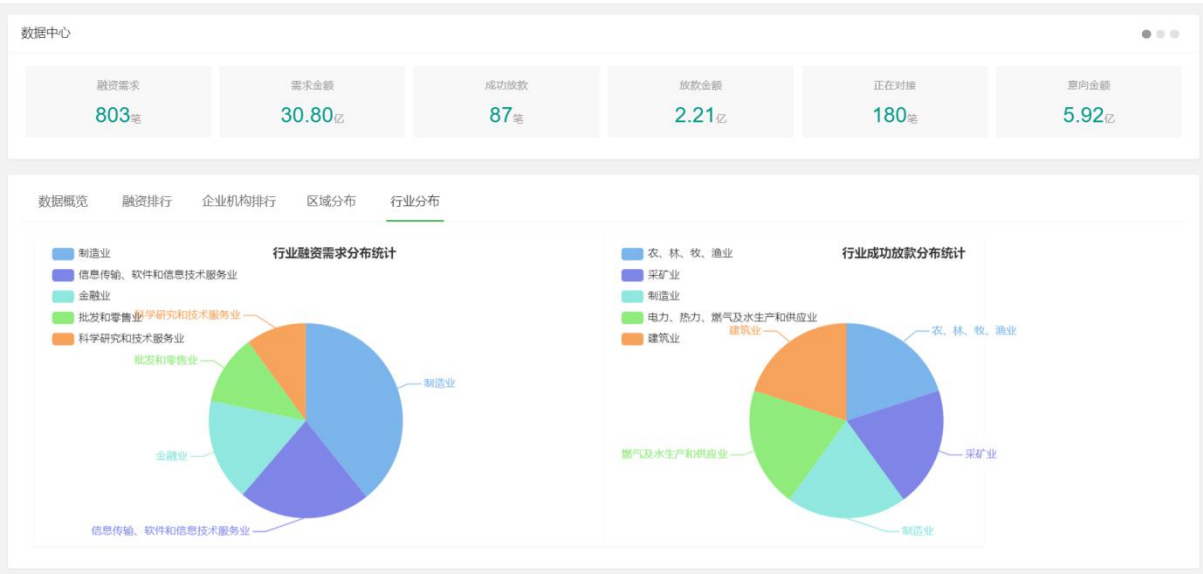 数据中心
融资需求
803笔
需求金额
30.80亿
成功放款
87笔
放款金额
2.21亿
正在对接
180笔
意向金额
5.92亿
数据概览 融资排行 企业机构排行 区域分布 行业分布
行业融资需求分布统计
制造业
信息传输、软件和信息技术服务业
金融业
批发和零售业
科学研究和技术服务业
科学研究和技术服务业
批发和零售业
制造业
金融业
信息传输、软件和信息技术服务业
行业成功放款分布统计
农、林、牧、渔业
采矿业
制造业
电力、热力、燃气及水生产和供应业
建筑业
建筑业
农、林、牧、渔业
燃气及水生产和供应业
采矿业
制造业